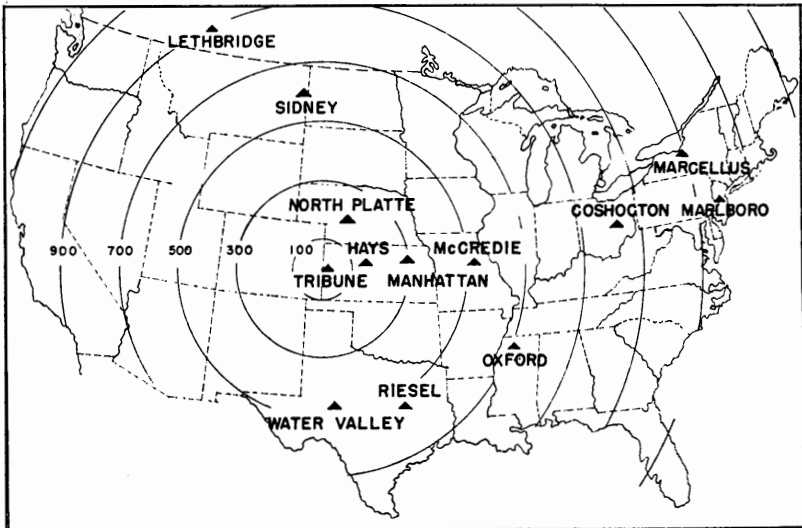 LETHBRIDGE
SIDNEY
MARCELLUS
NORTH PLATTE
COSHOCTON MARLBORO
900 700 500 300 100 HAYS McCREDIE
TRIBUNE MANHATTAN
OXFORD
RIESEL
WATER VALLEY